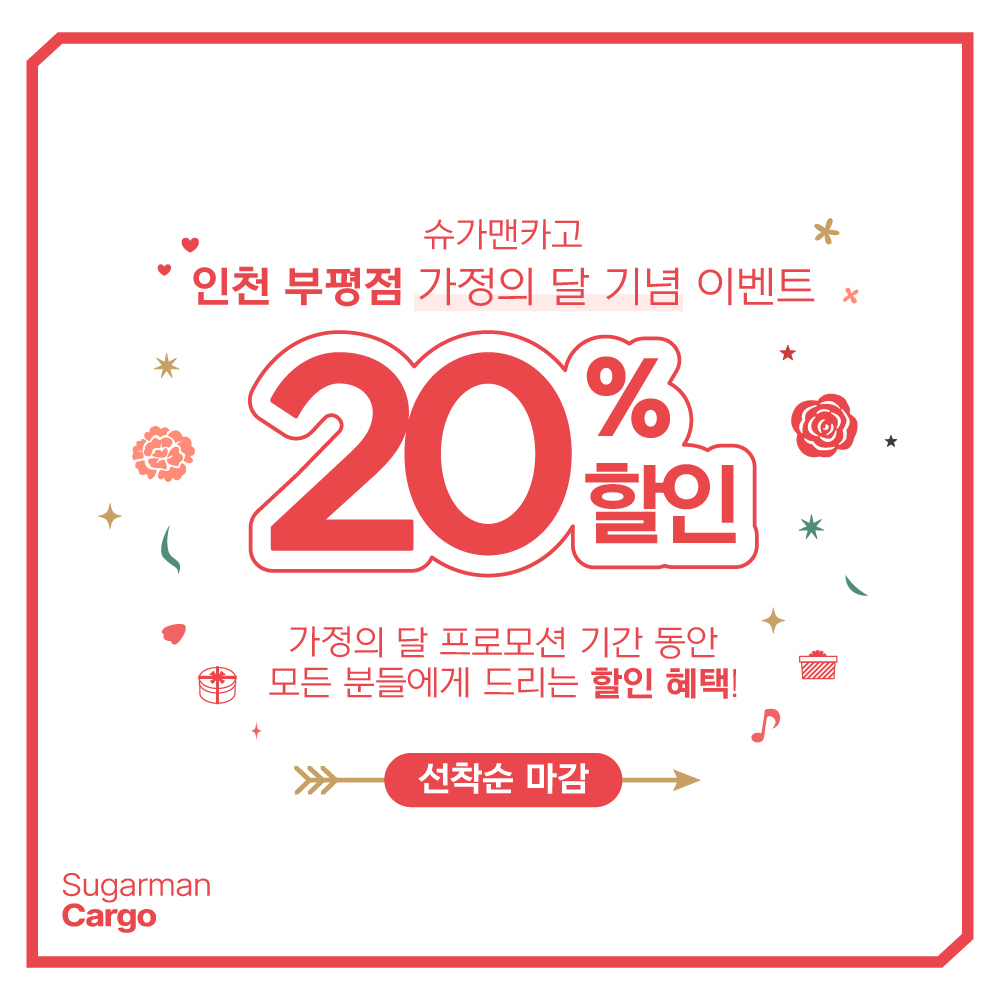 슈가맨카고
인천 부평점 가정의 달 기념 이벤트
20%
할인
가정의 달 프로모션 기간 동안
모든 분들에게 드리는 할인 혜택!
선착순 마감
Sugarman
Cargo